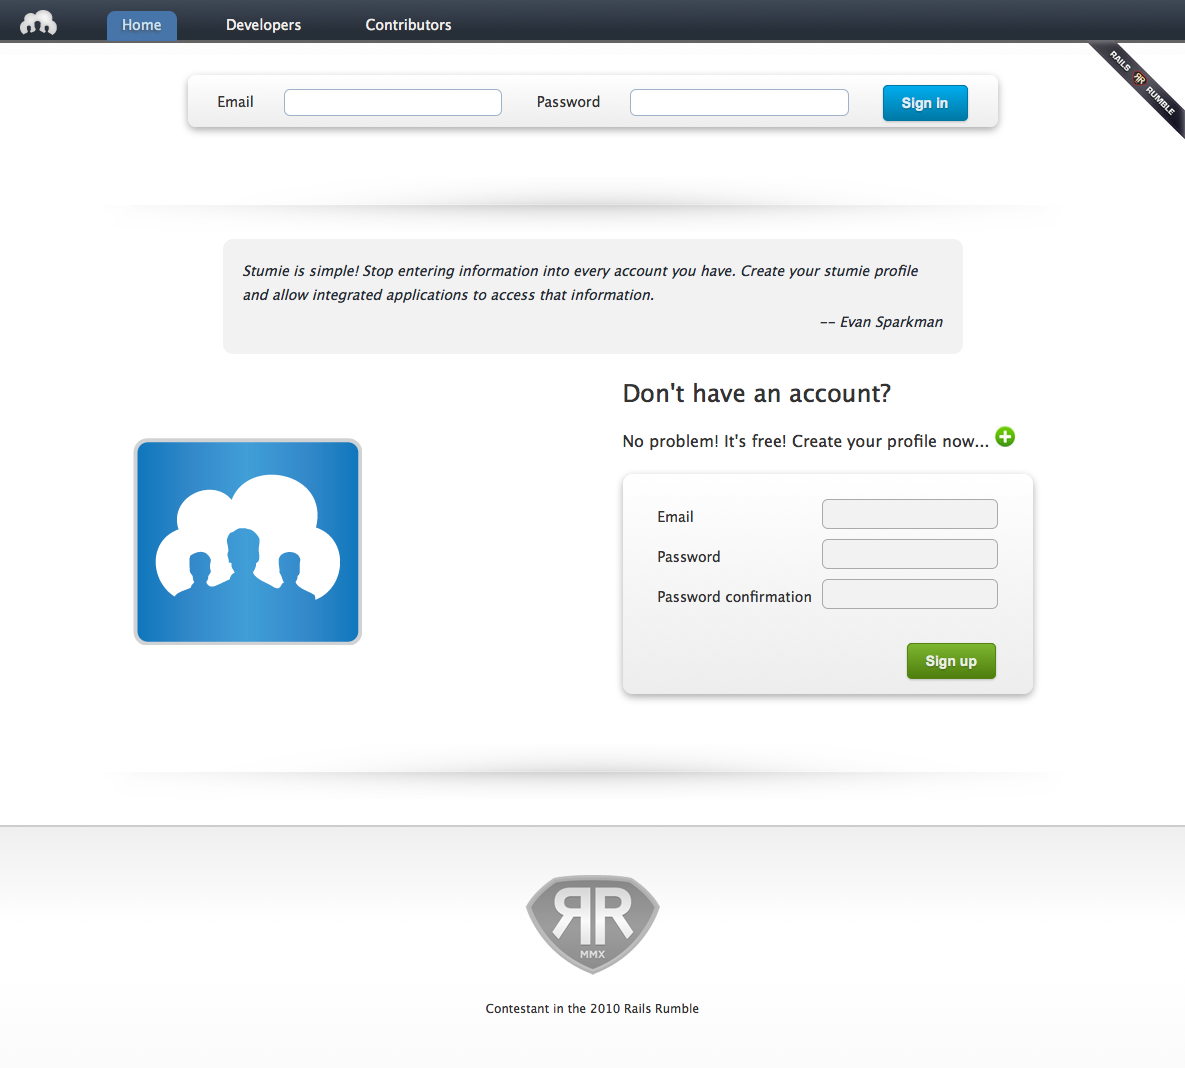 Home Developers Contributors
RAILS RR RUMBLE
Email Password Sign in
Stumie is simple! Stop entering information into every account you have. Create your stumie profile
and allow integrated applications to access that information.
-- Evan Sparkman
Don't have an account?
No problem! It's free! Create your profile now...
Email
Password
Password confirmation
Sign up
RR
MMX
Contestant in the 2010 Rails Rumble